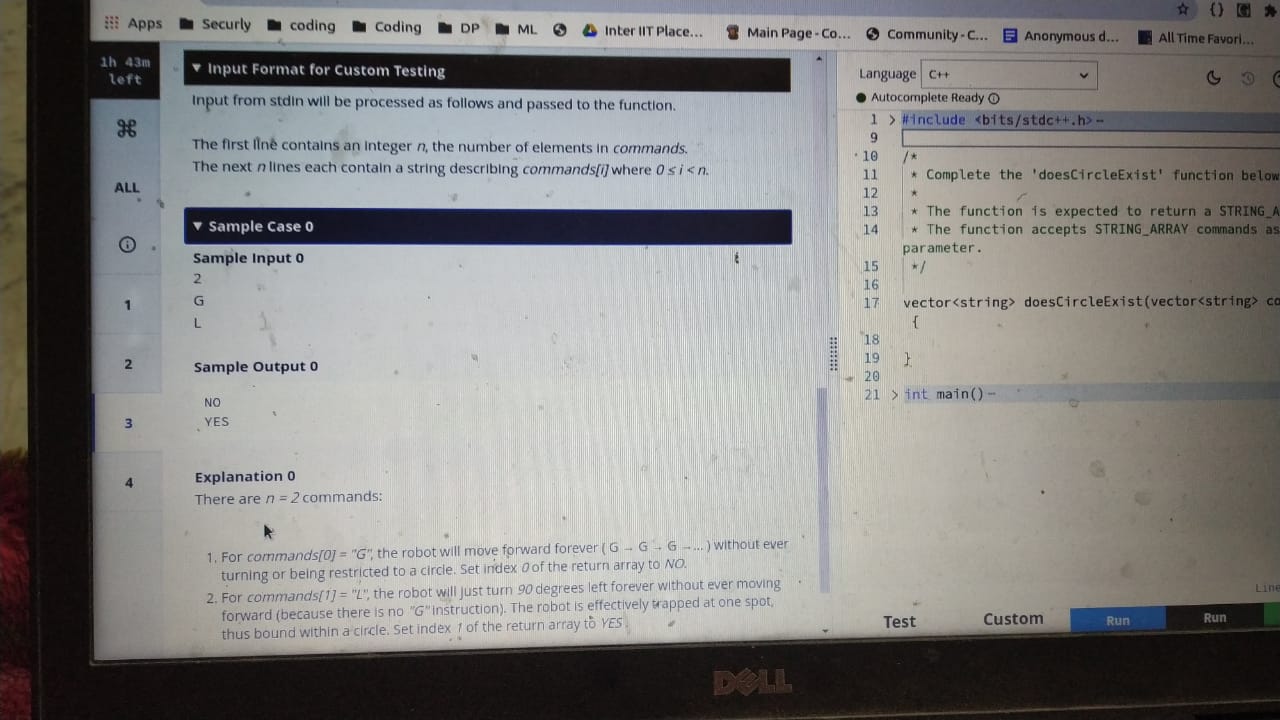 Apps Securly coding Coding DP ML Inter IIT Place... Main Page - Co... Community - C... Anonymous d... All Time Favori...
1h 43m
left
ALL
1
2
3
4
▼ Input Format for Custom Testing
Input from stdin will be processed as follows and passed to the function.
The first line contains an integer n, the number of elements in commands.
The next n lines each contain a string describing commands[i] where 0 ≤ i < n.
▼ Sample Case 0
Sample Input 0
2
G
L
Sample Output 0
NO
YES
Explanation 0
There are n = 2 commands:
1. For commands[0] = "G", the robot will move forward forever ( G → G → G →... ) without ever
turning or being restricted to a circle. Set index 0 of the return array to NO.
2. For commands[1] = "L", the robot will just turn 90 degrees left forever without ever moving
forward (because there is no "G" instruction). The robot is effectively trapped at one spot,
thus bound within a circle. Set index 1 of the return array to YES.
Language C++
Autocomplete Ready
1 > #include <bits/stdc++.h>
9
10 /*
11 * Complete the 'doesCircleExist' function below
12 *
13 * The function is expected to return a STRING_A
14 * The function accepts STRING_ARRAY commands as
parameter.
15 */
16
17 vector<string> doesCircleExist(vector<string> co
{
18
19 }
20
21 > int main()
Line
Test Custom Run Run
DELL